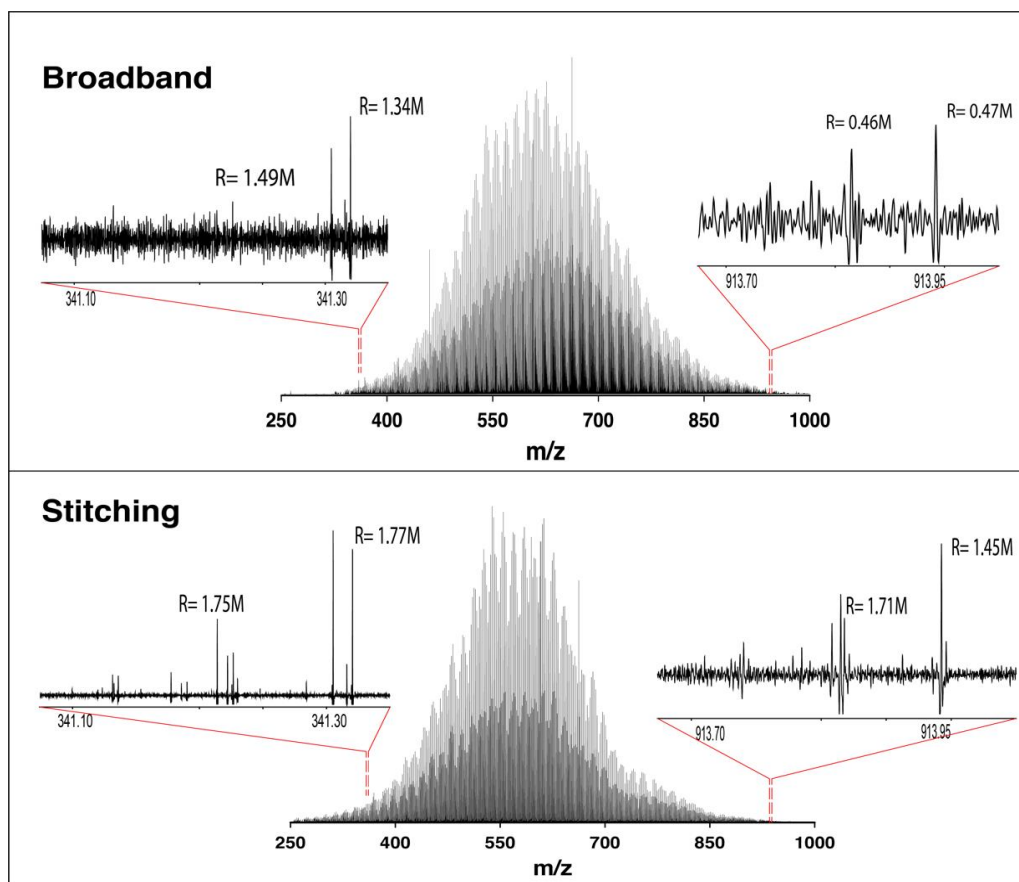 Broadband
R= 1.34M
R= 1.49M
341.10 341.30
R= 0.47M
R= 0.46M
913.70 913.95
250 400 550 700 850 1000
m/z
Stitching
R= 1.77M
R= 1.75M
341.10 341.30
R= 1.45M
R= 1.71M
913.70 913.95
250 400 550 700 850 1000
m/z